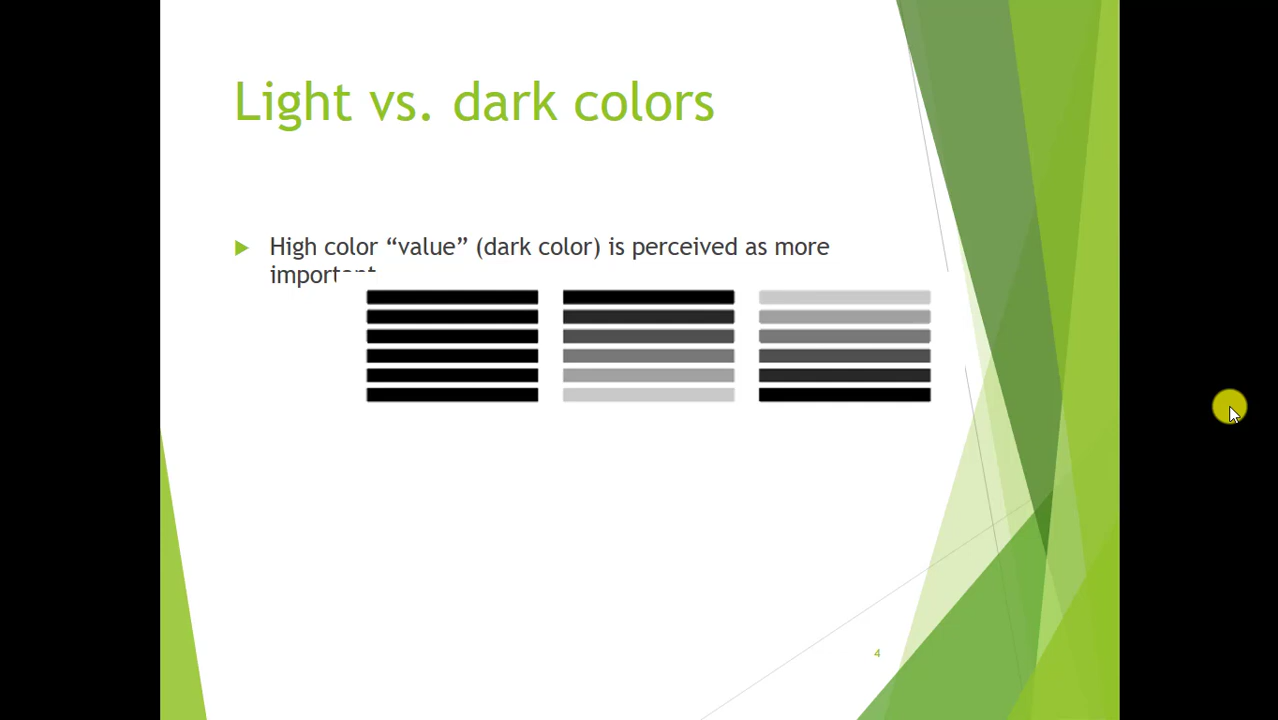 Light vs. dark colors
High color “value” (dark color) is perceived as more
important
4